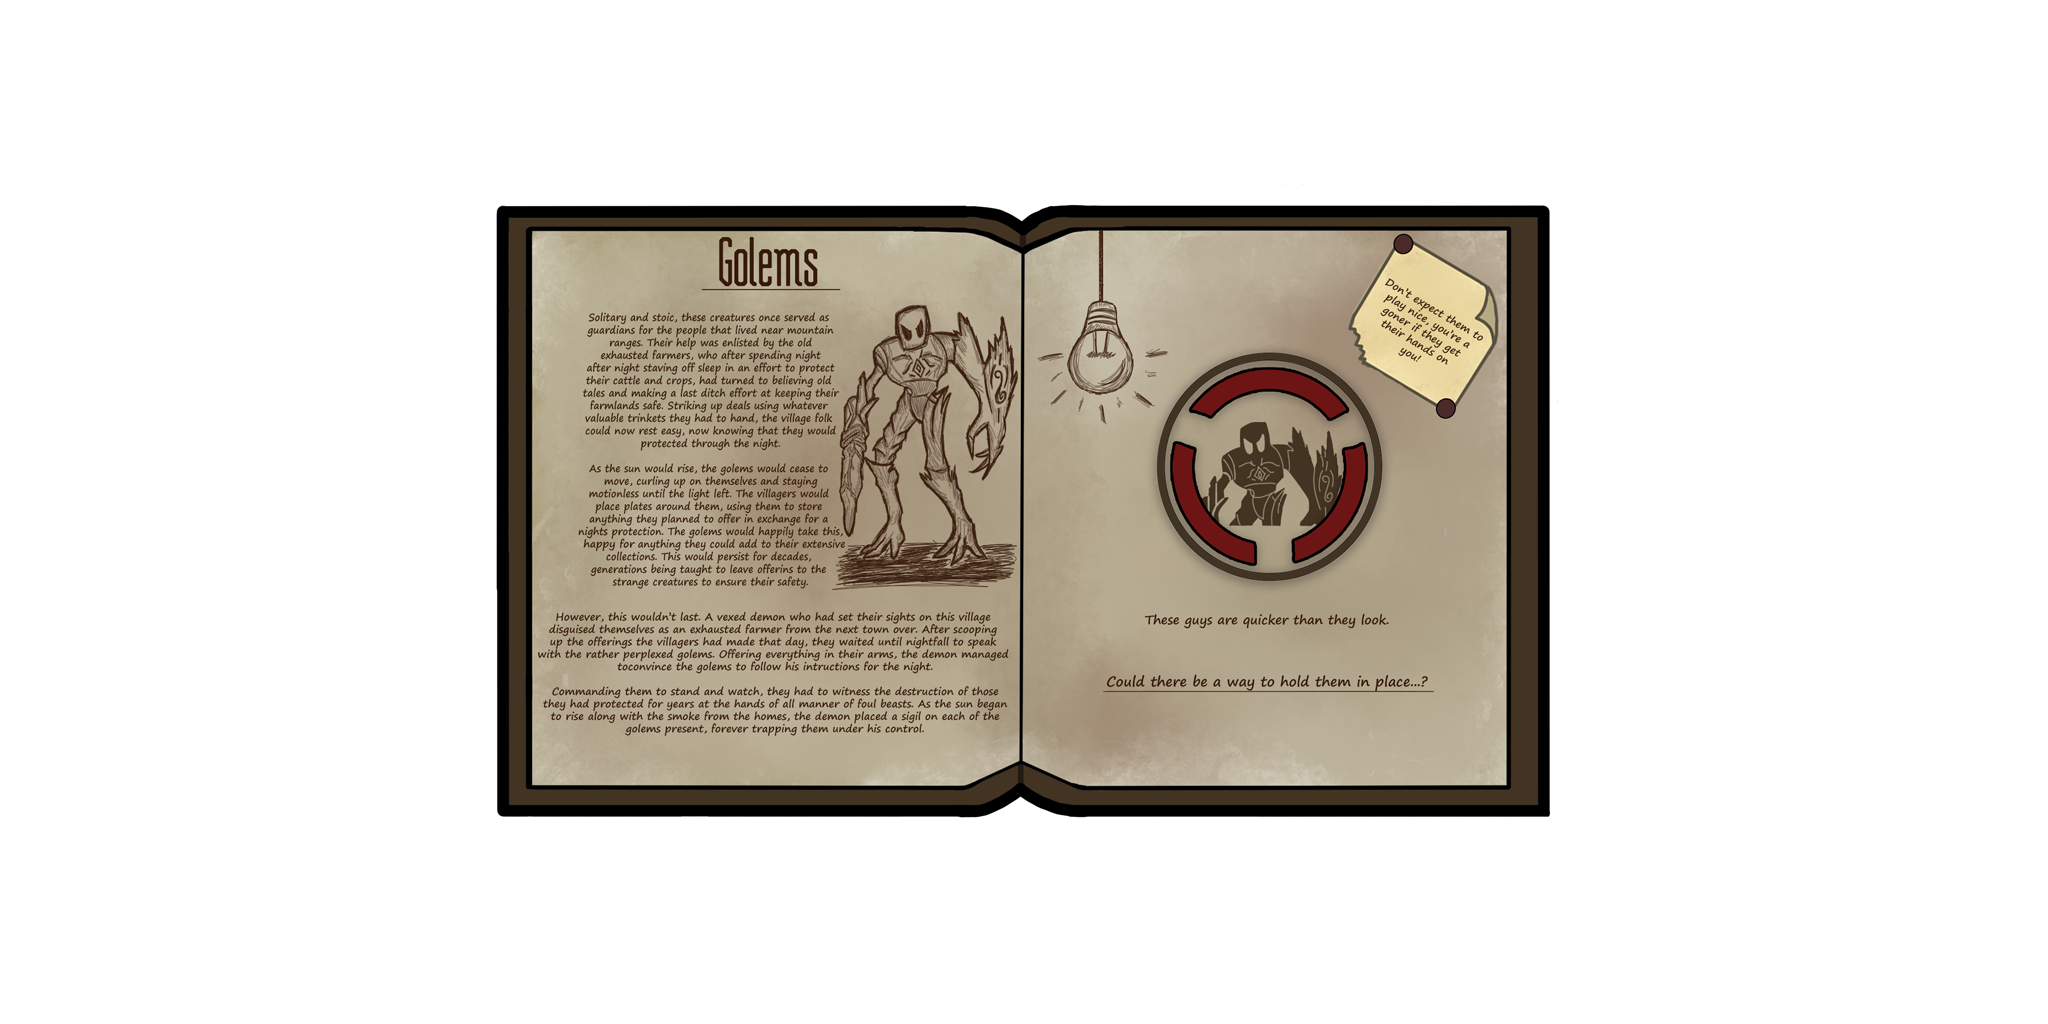 Golems
Solitary and stoic, these creatures once served as
guardians for the people that lived near mountain
ranges. Their help was enlisted by the old
exhausted farmers, who after spending night
after night staving off sleep in an effort to protect
their cattle and crops, had turned to believing old
tales and making a last ditch effort at keeping their
farmlands safe. Striking up deals using whatever
valuable trinkets they had to hand, the village folk
could now rest easy, now knowing that they would
protected through the night.
As the sun would rise, the golems would cease to
move, curling up on themselves and staying
motionless until the light left. The villagers would
place plates around them, using them to store
anything they planned to offer in exchange for a
nights protection. The golems would happily take this,
happy for anything they could add to their extensive
collections. This would persist for decades,
generations being taught to leave offerins to the
strange creatures to ensure their safety.
However, this wouldn't last. A vexed demon who had set their sights on this village
disguised themselves as an exhausted farmer from the next town over. After scooping
up the offerings the villagers had made that day, they waited until nightfall to speak
with the rather perplexed golems. Offering everything in their arms, the demon managed
toconvince the golems to follow his intructions for the night.
Commanding them to stand and watch, they had to witness the destruction of those
they had protected for years at the hands of all manner of foul beasts. As the sun began
to rise along with the smoke from the homes, the demon placed a sigil on each of the
golems present, forever trapping them under his control.
Don't expect them to
play nice, you're a
goner if they get
their hands on
you!
These guys are quicker than they look.
Could there be a way to hold them in place...?